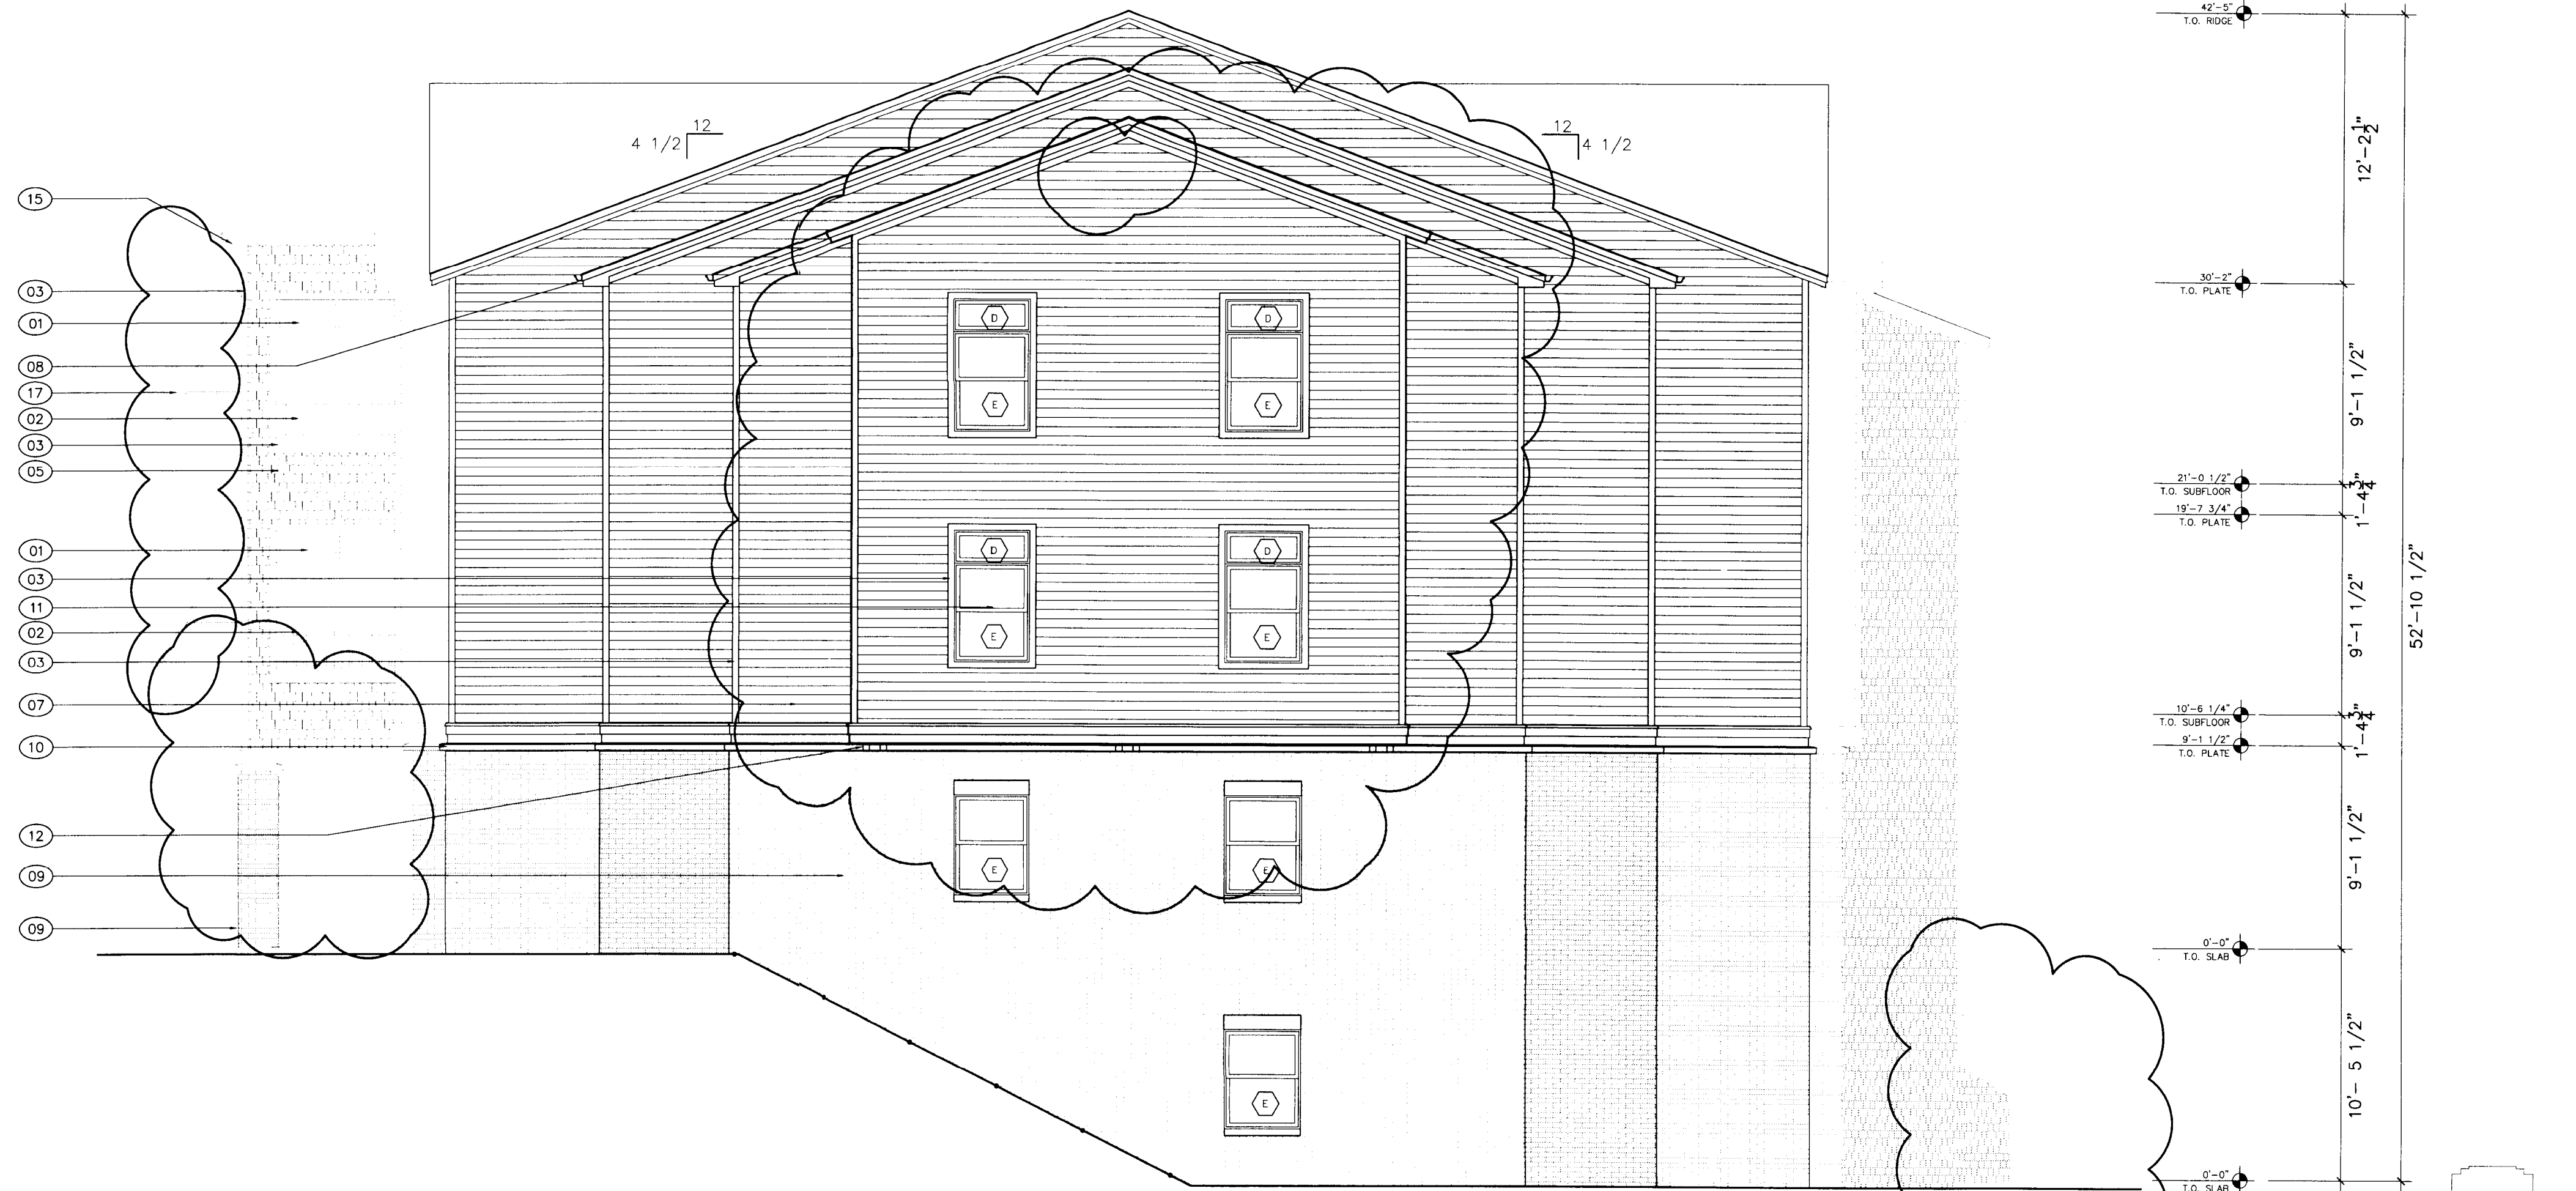 42'-5"
T.O. RIDGE
12
4 1/2
12
4 1/2
12'-2 1/2"
15
03
01
08
17
02
03
05
01
03
11
02
03
07
10
12
09
09
D
D
E
E
D
D
E
E
E
E
E
30'-2"
T.O. PLATE
9'-1 1/2"
21'-0 1/2"
T.O. SUBFLOOR
1'-4 3/4"
19'-7 3/4"
T.O. PLATE
9'-1 1/2"
52'-10 1/2"
10'-6 1/4"
T.O. SUBFLOOR
1'-4 3/4"
9'-1 1/2"
T.O. PLATE
9'-1 1/2"
0'-0"
T.O. SLAB
10'- 5 1/2"
0'-0"
T.O. SLAB